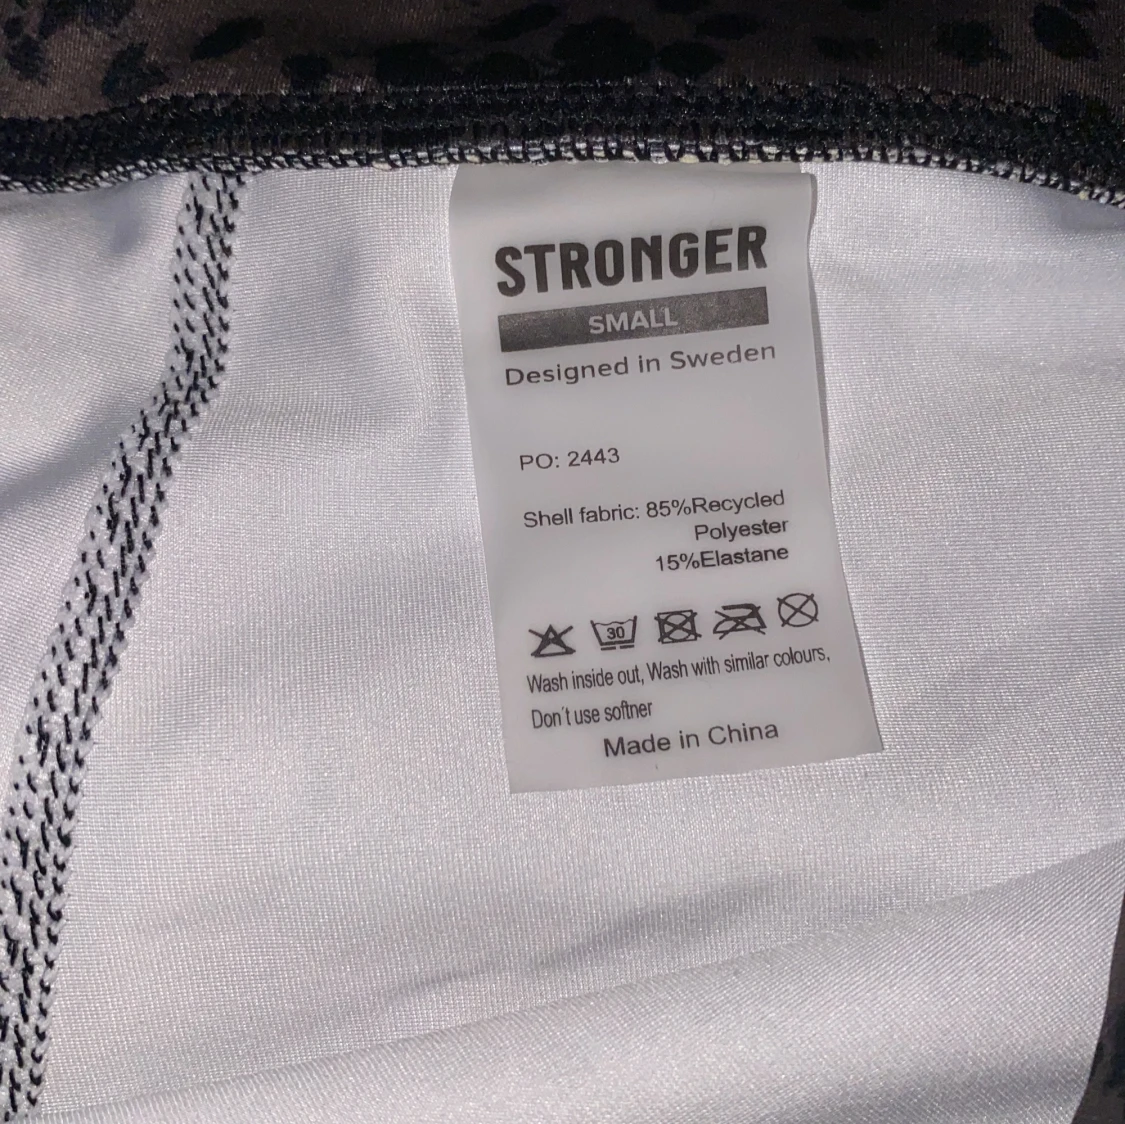 STRONGER
SMALL
Designed in Sweden
PO: 2443
Shell fabric: 85%Recycled
Polyester
15%Elastane
30
Wash inside out, Wash with similar colours,
Don´t use softner
Made in China